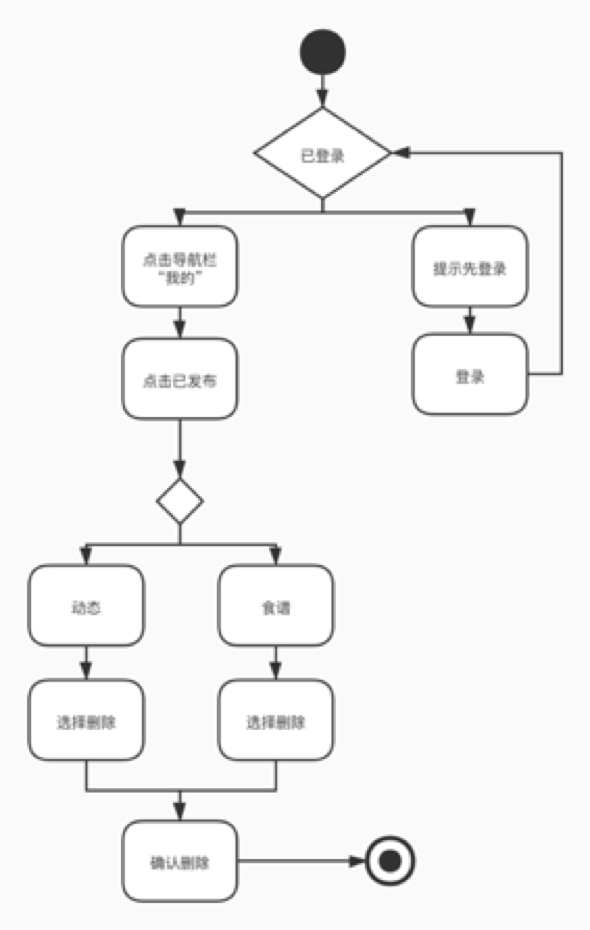 已登录
点击导航栏
“我的”
提示先登录
点击已发布
登录
动态
食谱
选择删除
选择删除
确认删除